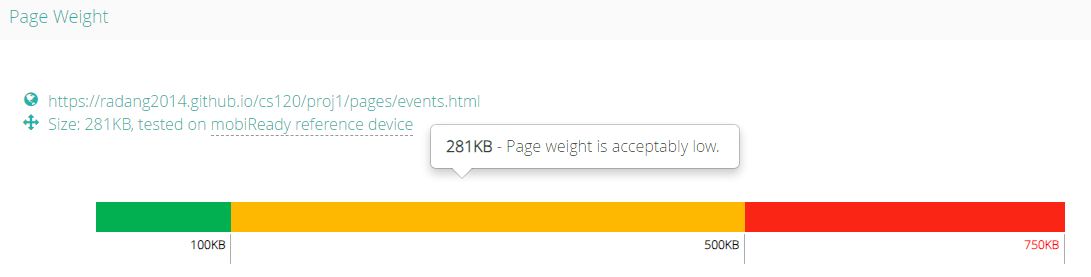 Page Weight
https://radang2014.github.io/cs120/proj1/pages/events.html
Size: 281KB, tested on mobiReady reference device
281KB - Page weight is acceptably low.
100KB 500KB 750KB